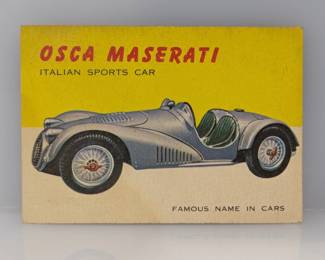 OSCA MASERATI
ITALIAN SPORTS CAR
FAMOUS NAME IN CARS